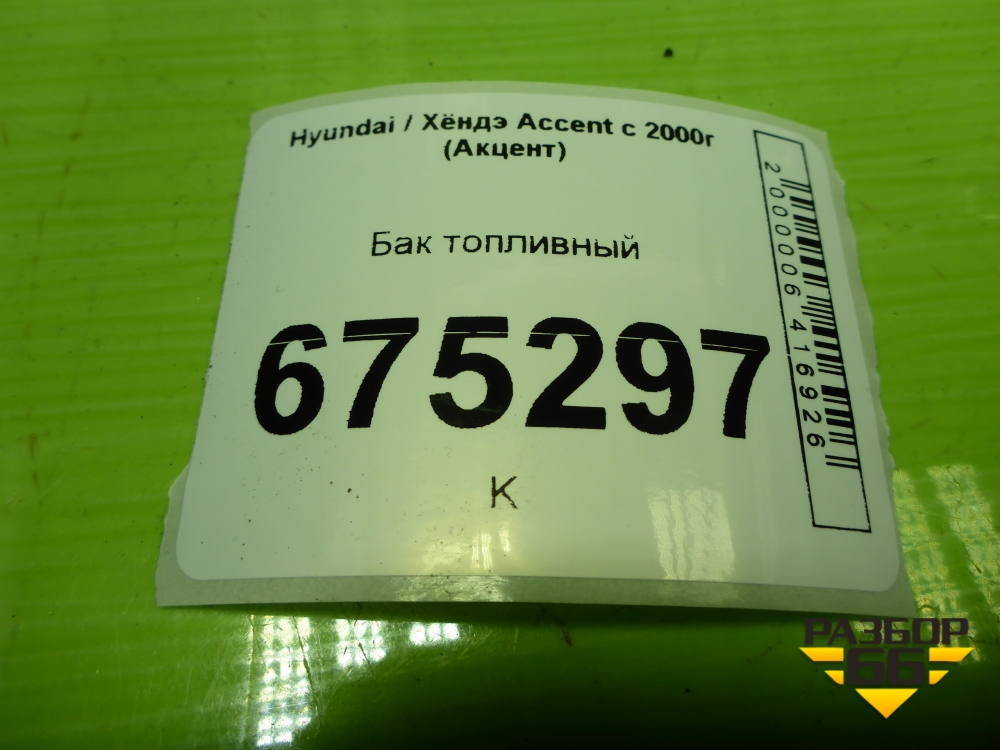 Hyundai / Хёндэ Accent с 2000г
(Акцент)
Бак топливный
675297
К
2000006416926
РАЗБОР
66